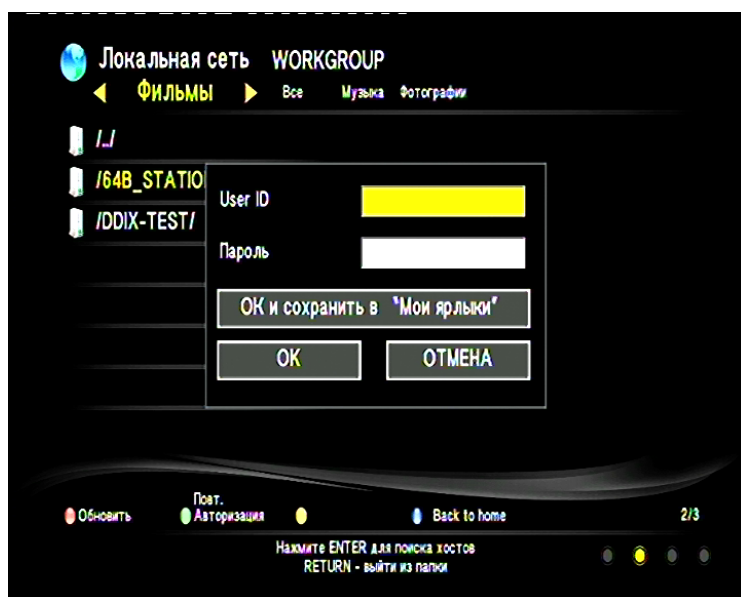 Локальная сеть WORKGROUP
Фильмы Все Музыка Фотографии
/../
/64B_STATIO
/DDIX-TEST/
User ID
Пароль
ОК и сохранить в "Мои ярлыки"
ОК ОТМЕНА
Обновить Повт. Авторизация Back to home 2/3
Нажмите ENTER для поиска хостов
RETURN - выйти из папки